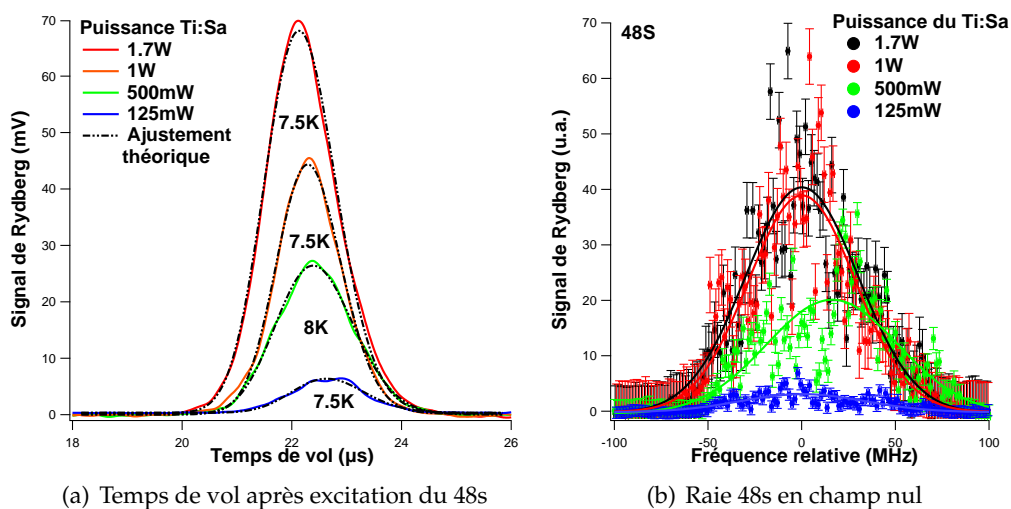 Puissance Ti:Sa
1.7W
1W
500mW
125mW
Ajustement
théorique
7.5K
7.5K
8K
7.5K
Signal de Rydberg (mV)
70
60
50
40
30
20
10
0
18
20
22
24
26
Temps de vol (µs)
(a) Temps de vol après excitation du 48s
48S
Puissance du Ti:Sa
1.7W
1W
500mW
125mW
Signal de Rydberg (u.a.)
70
60
50
40
30
20
10
0
-100
-50
0
50
100
Fréquence relative (MHz)
(b) Raie 48s en champ nul